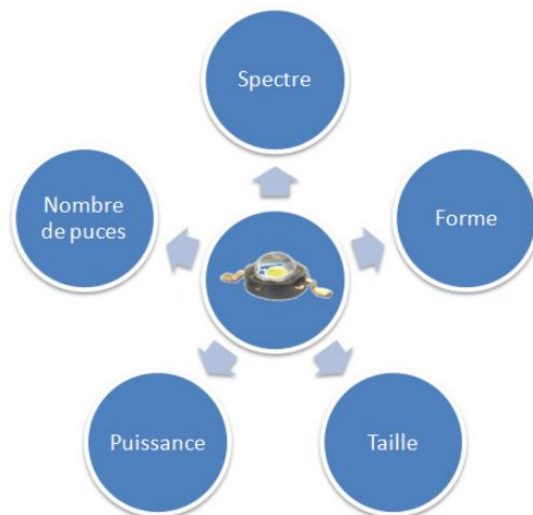 Spectre
Nombre
de puces
Forme
Puissance
Taille